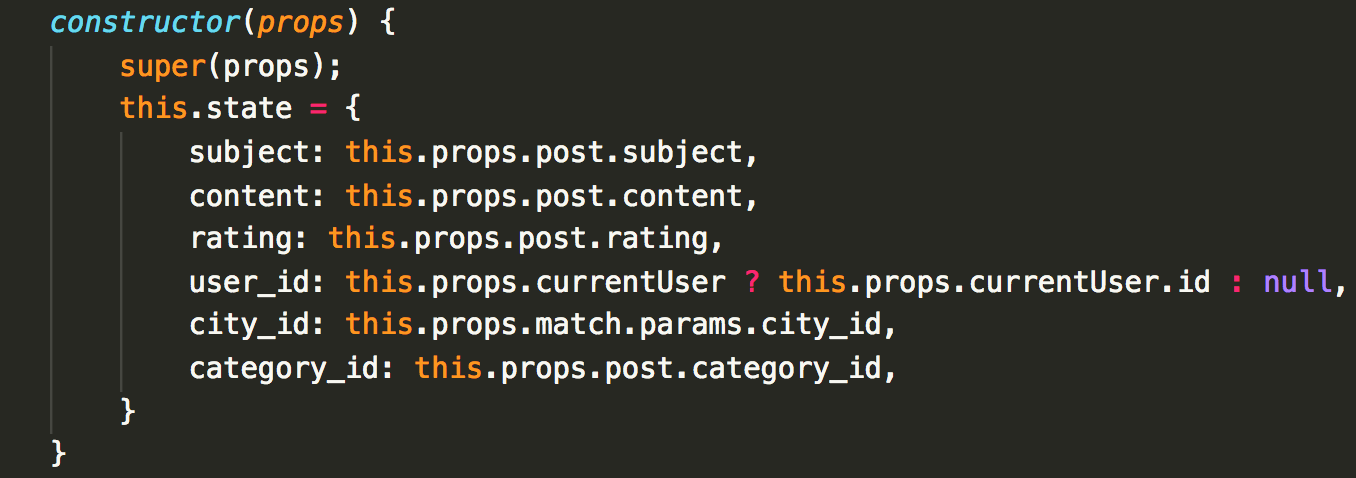 constructor(props) {
super(props);
this.state = {
subject: this.props.post.subject,
content: this.props.post.content,
rating: this.props.post.rating,
user_id: this.props.currentUser ? this.props.currentUser.id : null,
city_id: this.props.match.params.city_id,
category_id: this.props.post.category_id,
}
}